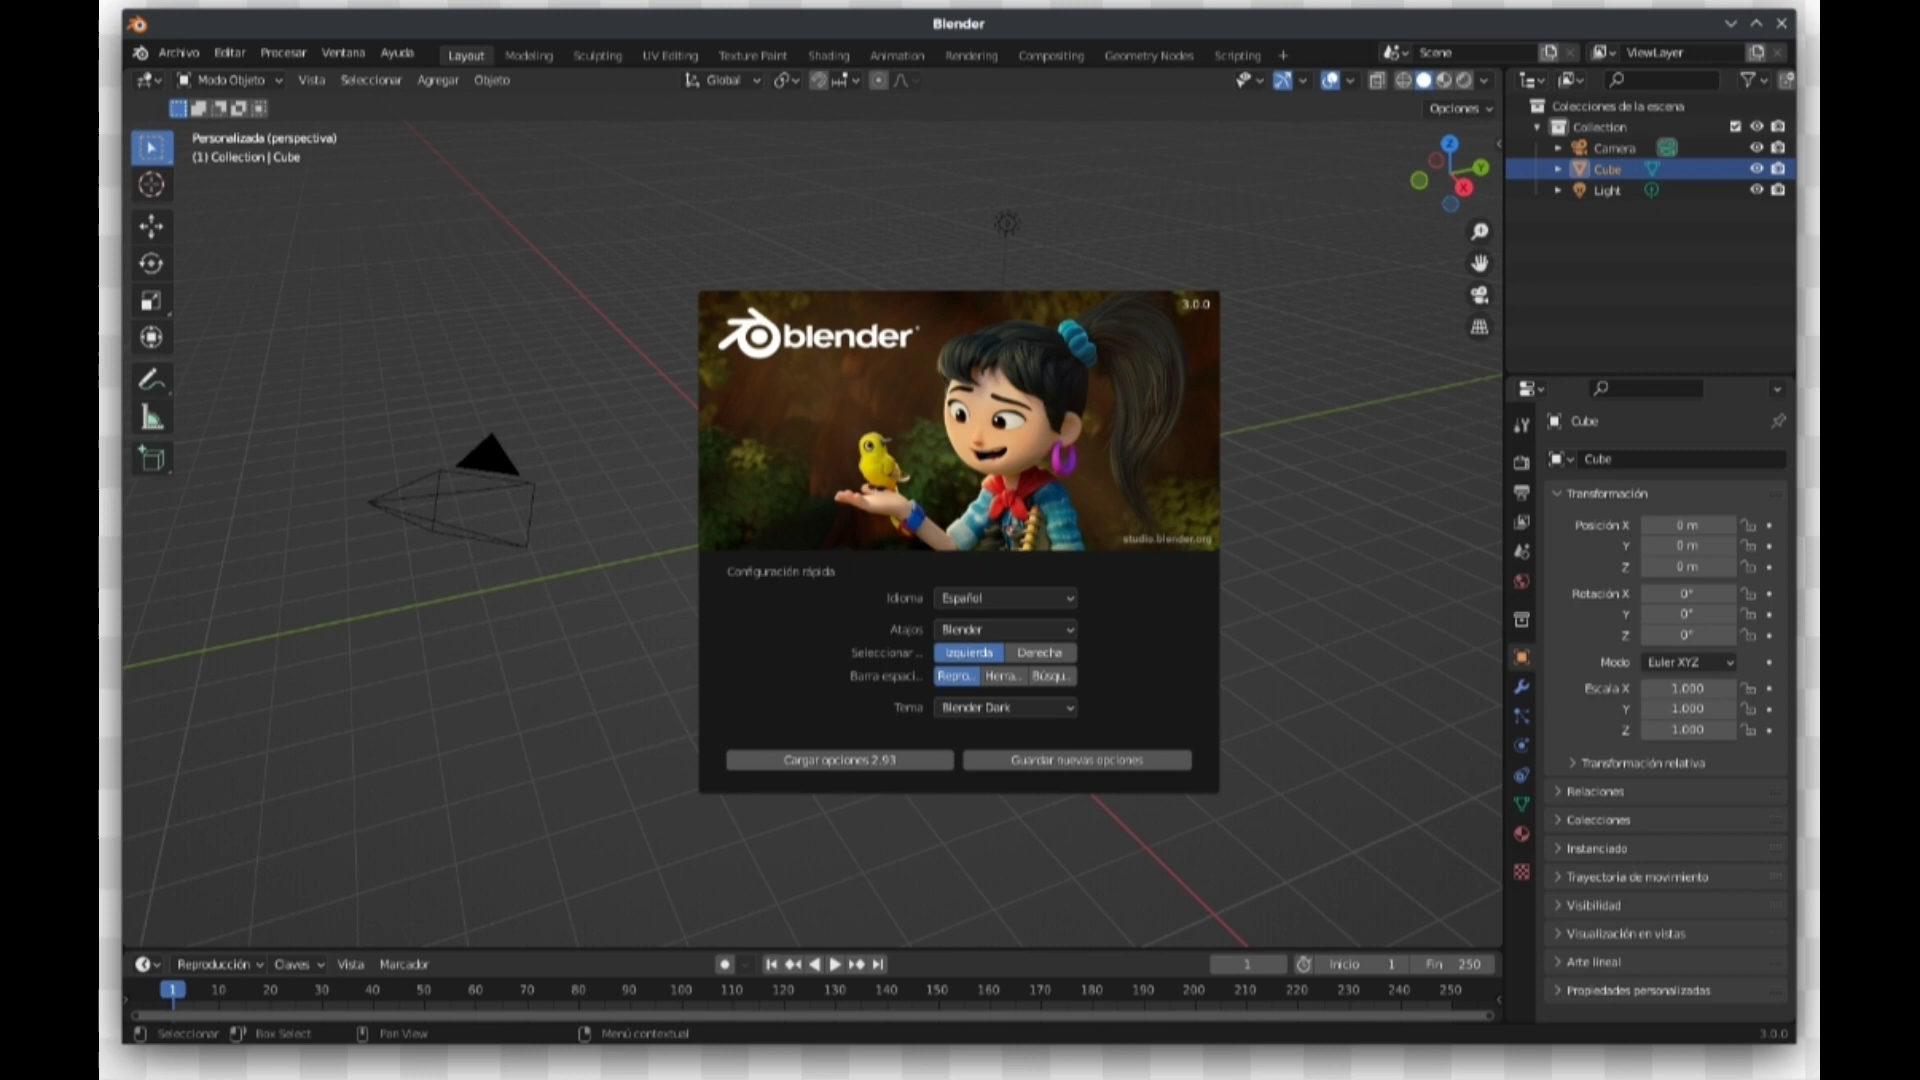 Blender
Archivo Editar Procesar Ventana Ayuda Layout Modeling Sculpting UV Editing Texture Paint Shading Animation Rendering Compositing Geometry Nodes Scripting + Scene ViewLayer
Modo Objeto Vista Seleccionar Agregar Objeto Global
Opciones
Personalizada (perspectiva)
(1) Collection | Cube
Z
Y
X
Colecciones de la escena
Collection
Camera
Cube
Light
3.0.0
blender
studio.blender.org
Configuración rápida
Idioma Español
Atajos Blender
Seleccionar... Izquierda Derecha
Barra espaci... Repro... Herra... Búsqu...
Tema Blender Dark
Cargar opciones 2.93 Guardar nuevas opciones
Cube
Cube
Transformación
Posición X 0 m
Y 0 m
Z 0 m
Rotación X 0°
Y 0°
Z 0°
Modo Euler XYZ
Escala X 1.000
Y 1.000
Z 1.000
Transformación relativa
Relaciones
Colecciones
Instanciado
Trayectoria de movimiento
Visibilidad
Visualización en vistas
Arte lineal
Propiedades personalizadas
Reproducción Claves Vista Marcador 1 Inicio 1 Fin 250
1 10 20 30 40 50 60 70 80 90 100 110 120 130 140 150 160 170 180 190 200 210 220 230 240 250
Seleccionar Box Select Pan View Menú contextual 3.0.0